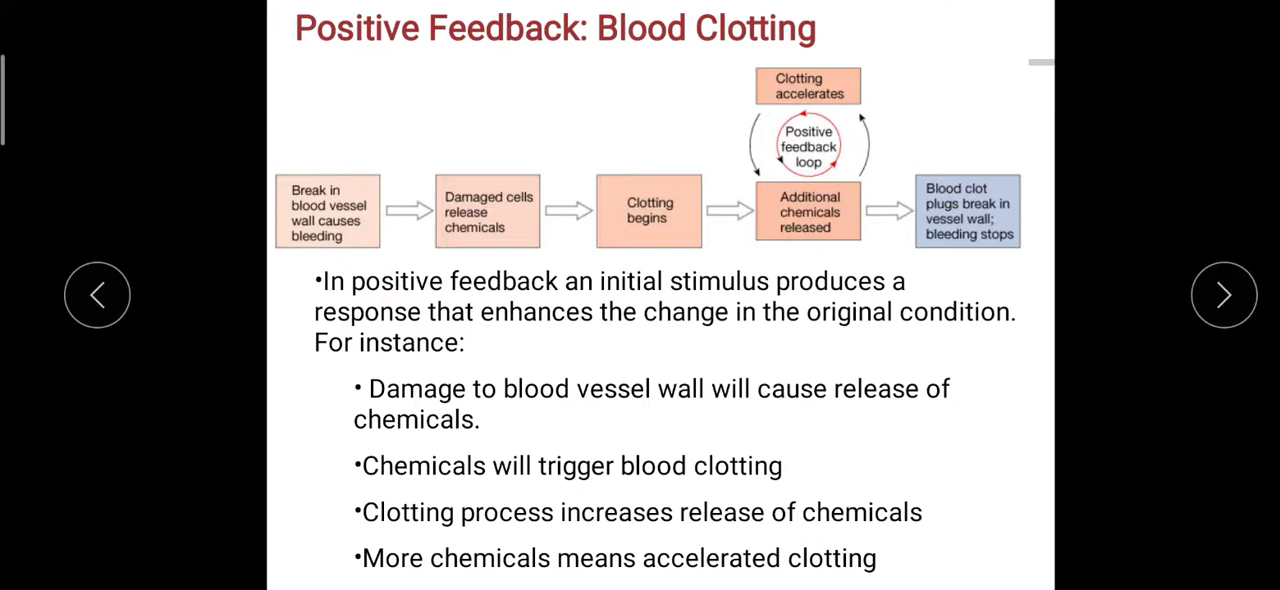 Positive Feedback: Blood Clotting
Clotting
accelerates
Positive
feedback
loop
Break in
blood vessel
wall causes
bleeding
Damaged cells
release
chemicals
Clotting
begins
Additional
chemicals
released
Blood clot
plugs break in
vessel wall;
bleeding stops
•In positive feedback an initial stimulus produces a
response that enhances the change in the original condition.
For instance:
• Damage to blood vessel wall will cause release of
chemicals.
•Chemicals will trigger blood clotting
•Clotting process increases release of chemicals
•More chemicals means accelerated clotting